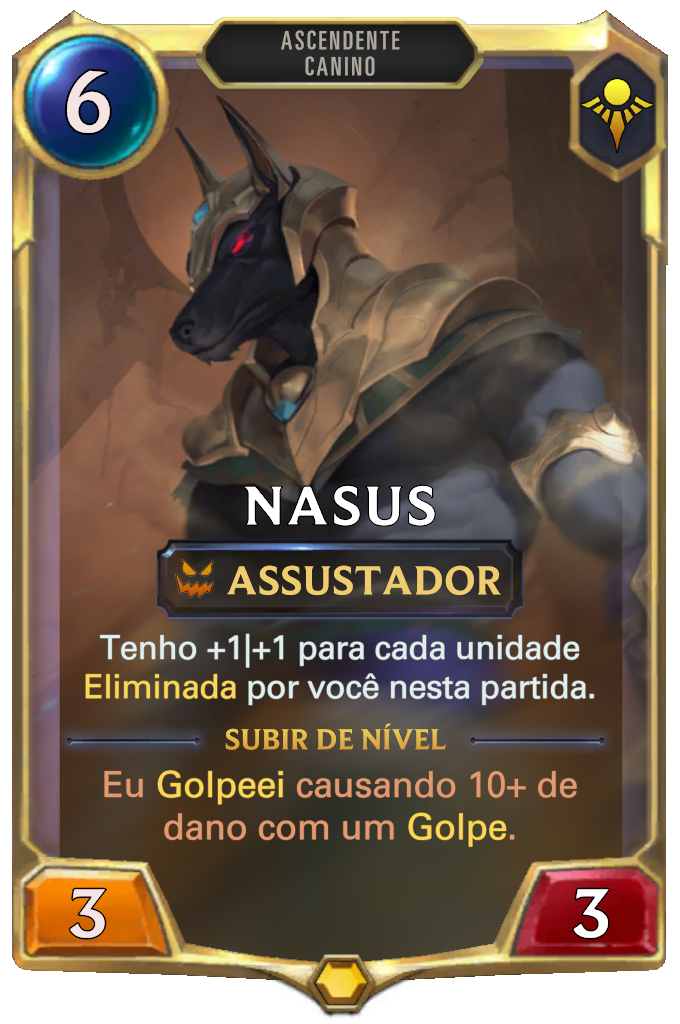 ASCENDENTE
CANINO
6
NASUS
ASSUSTADOR
Tenho +1|+1 para cada unidade
Eliminada por você nesta partida.
SUBIR DE NÍVEL
Eu Golpeei causando 10+ de
dano com um Golpe.
3
3